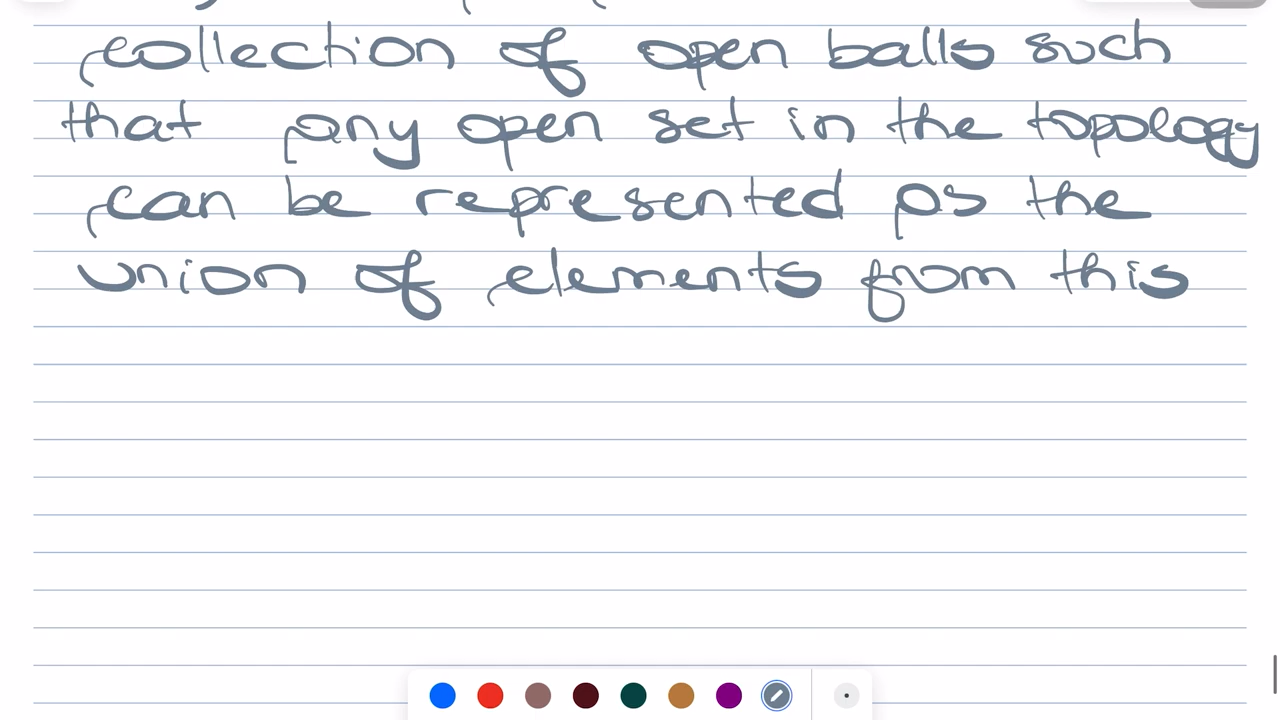 collection of open balls such
that any open set in the topology
can be represented as the
union of elements from this